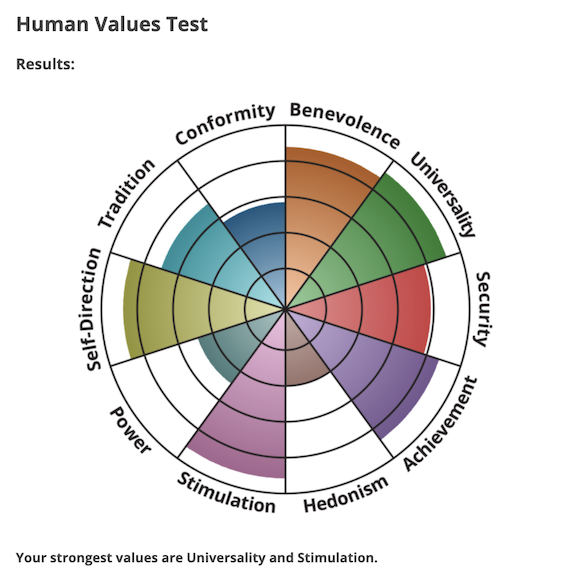 Human Values Test
Results:
Conformity
Benevolence
Universality
Security
Achievement
Hedonism
Stimulation
Power
Self-Direction
Tradition
Your strongest values are Universality and Stimulation.